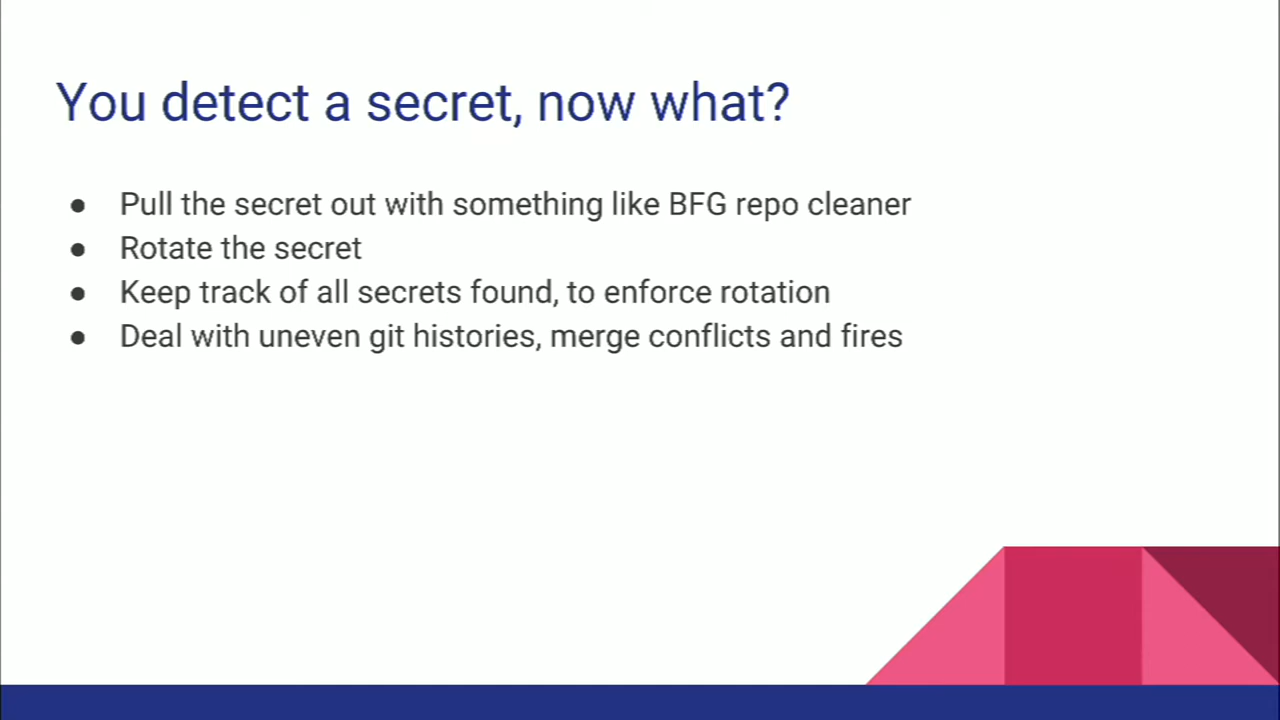 You detect a secret, now what?
● Pull the secret out with something like BFG repo cleaner
● Rotate the secret
● Keep track of all secrets found, to enforce rotation
● Deal with uneven git histories, merge conflicts and fires